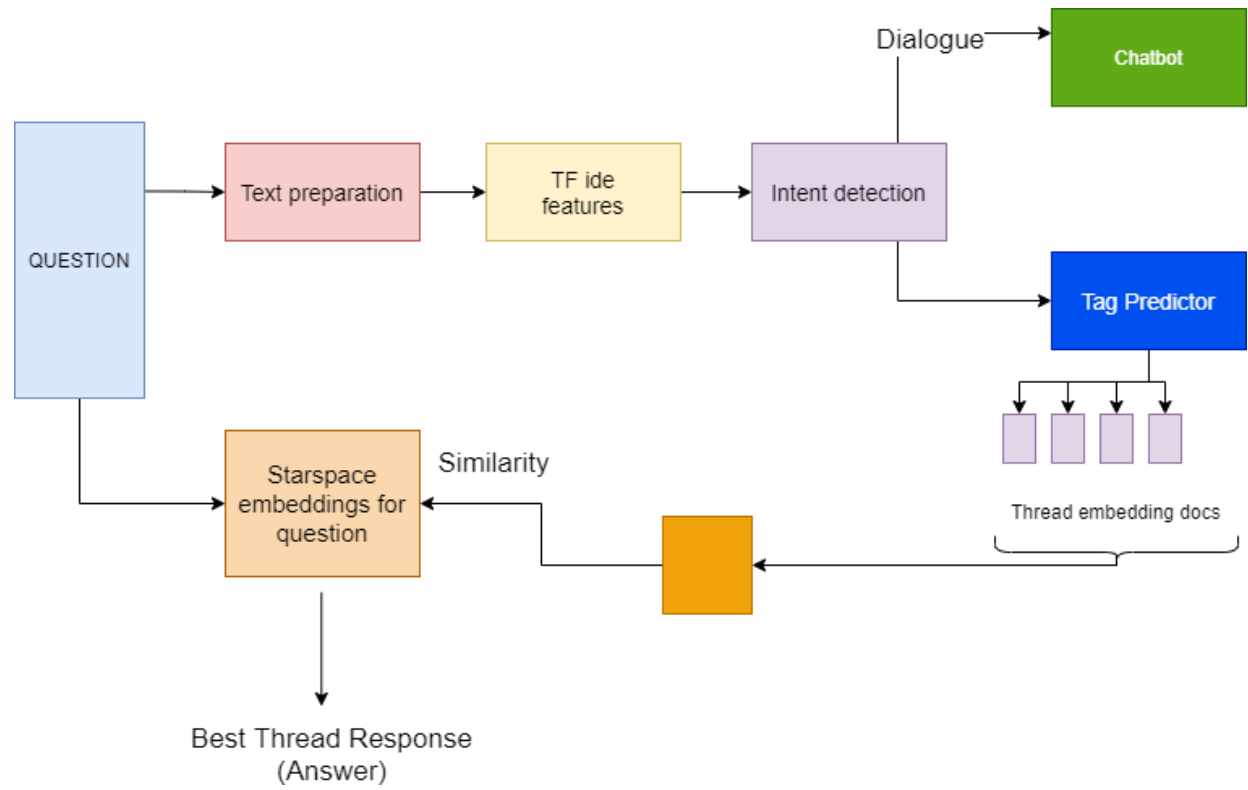 Dialogue
Chatbot
QUESTION
Text preparation
TF ide
features
Intent detection
Tag Predictor
Thread embedding docs
Starspace
embeddings for
question
Similarity
Best Thread Response
(Answer)